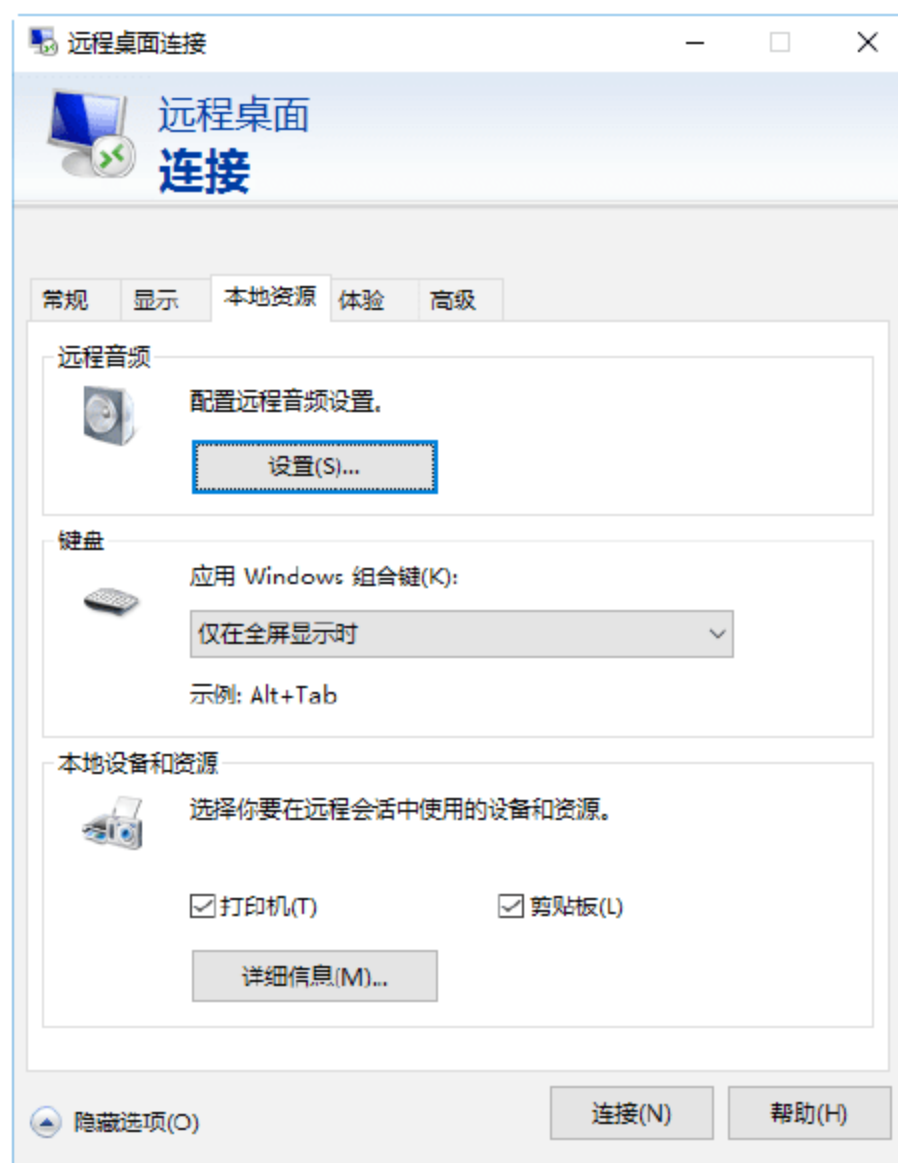 远程桌面连接
远程桌面
连接
常规 显示 本地资源 体验 高级
远程音频
配置远程音频设置。
设置(S)...
键盘
应用 Windows 组合键(K):
仅在全屏显示时
示例: Alt+Tab
本地设备和资源
选择你要在远程会话中使用的设备和资源。
打印机(T) 剪贴板(L)
详细信息(M)...
隐藏选项(O) 连接(N) 帮助(H)